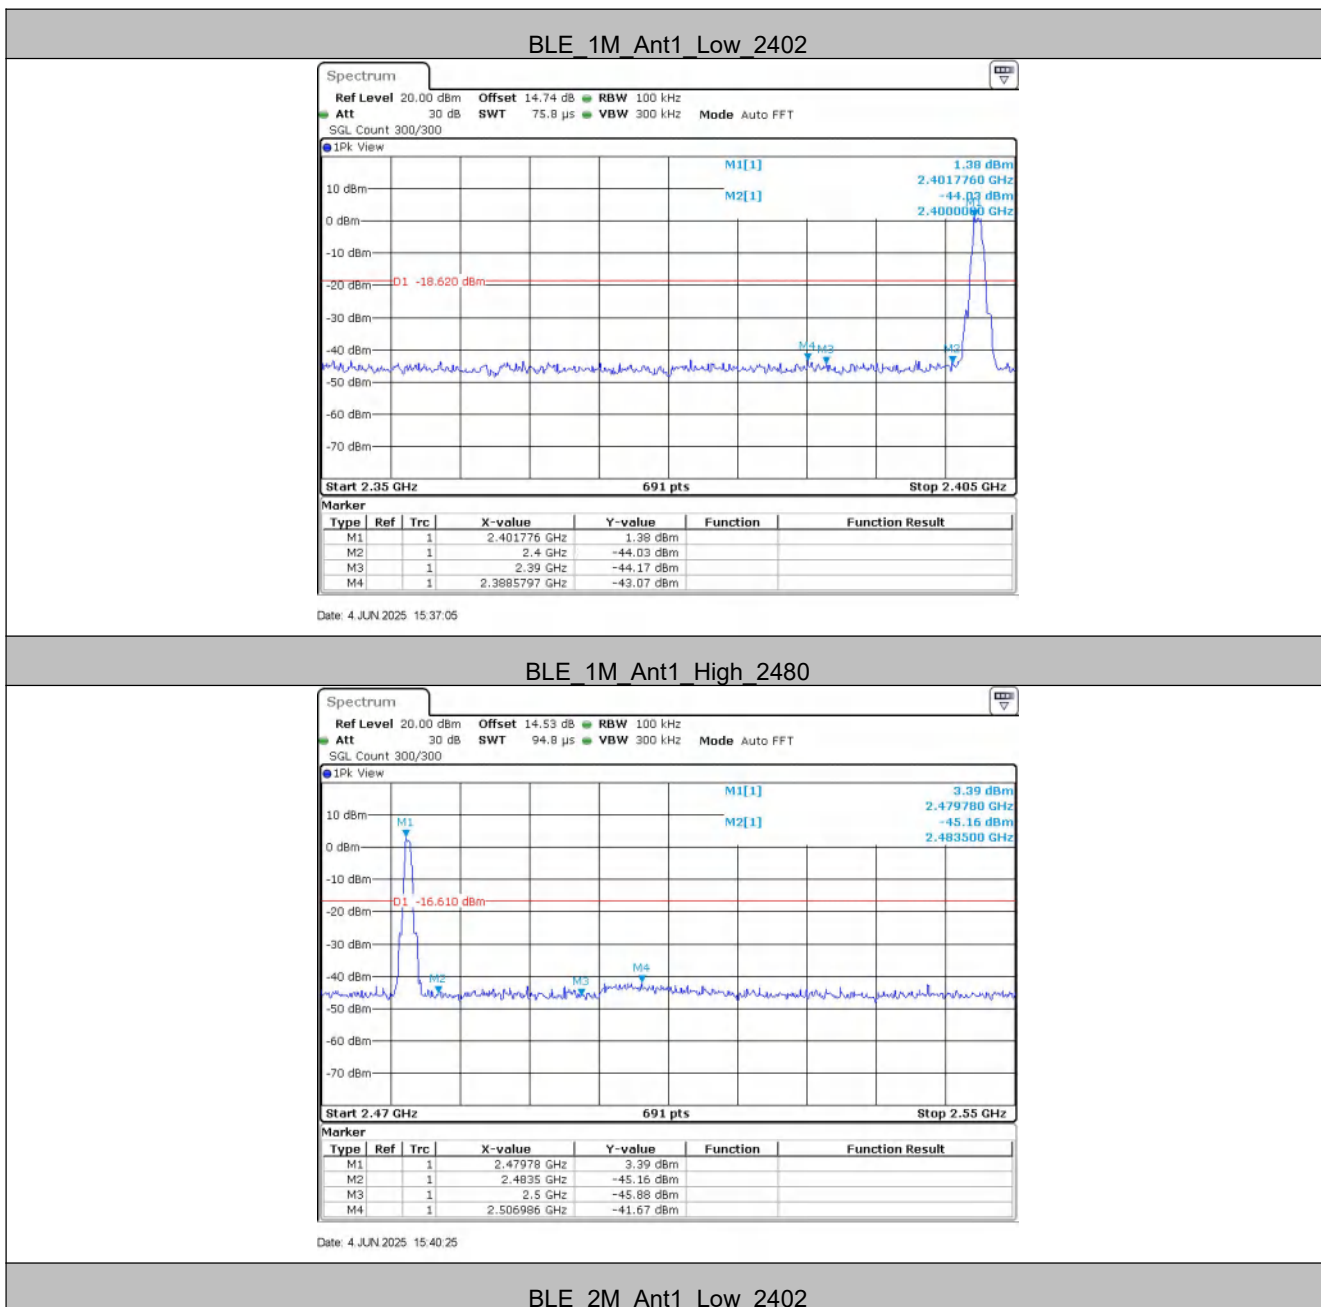 BLE_1M_Ant1_Low_2402
Spectrum
Ref Level 20.00 dBm Offset 14.74 dB RBW 100 kHz
Att 30 dB SWT 75.8 µs VBW 300 kHz Mode Auto FFT
SGL Count 300/300
1Pk View
M1[1] 1.38 dBm
2.4017760 GHz
M2[1] -44.03 dBm
2.4000000 GHz
M1
10 dBm
0 dBm
-10 dBm
D1 -18.620 dBm
-20 dBm
-30 dBm
-40 dBm
M4 M3 M2
-50 dBm
-60 dBm
-70 dBm
Start 2.35 GHz 691 pts Stop 2.405 GHz
Marker
Type Ref Trc X-value Y-value Function Function Result
M1 1 2.401776 GHz 1.38 dBm
M2 1 2.4 GHz -44.03 dBm
M3 1 2.39 GHz -44.17 dBm
M4 1 2.3885797 GHz -43.07 dBm
Date: 4.JUN.2025 15:37:05
BLE_1M_Ant1_High_2480
Spectrum
Ref Level 20.00 dBm Offset 14.53 dB RBW 100 kHz
Att 30 dB SWT 94.8 µs VBW 300 kHz Mode Auto FFT
SGL Count 300/300
1Pk View
M1[1] 3.39 dBm
2.479780 GHz
M2[1] -45.16 dBm
2.483500 GHz
10 dBm
M1
0 dBm
-10 dBm
D1 -16.610 dBm
-20 dBm
-30 dBm
-40 dBm
M2 M3 M4
-50 dBm
-60 dBm
-70 dBm
Start 2.47 GHz 691 pts Stop 2.55 GHz
Marker
Type Ref Trc X-value Y-value Function Function Result
M1 1 2.47978 GHz 3.39 dBm
M2 1 2.4835 GHz -45.16 dBm
M3 1 2.5 GHz -45.88 dBm
M4 1 2.506986 GHz -41.67 dBm
Date: 4.JUN.2025 15:40:25
BLE_2M_Ant1_Low_2402